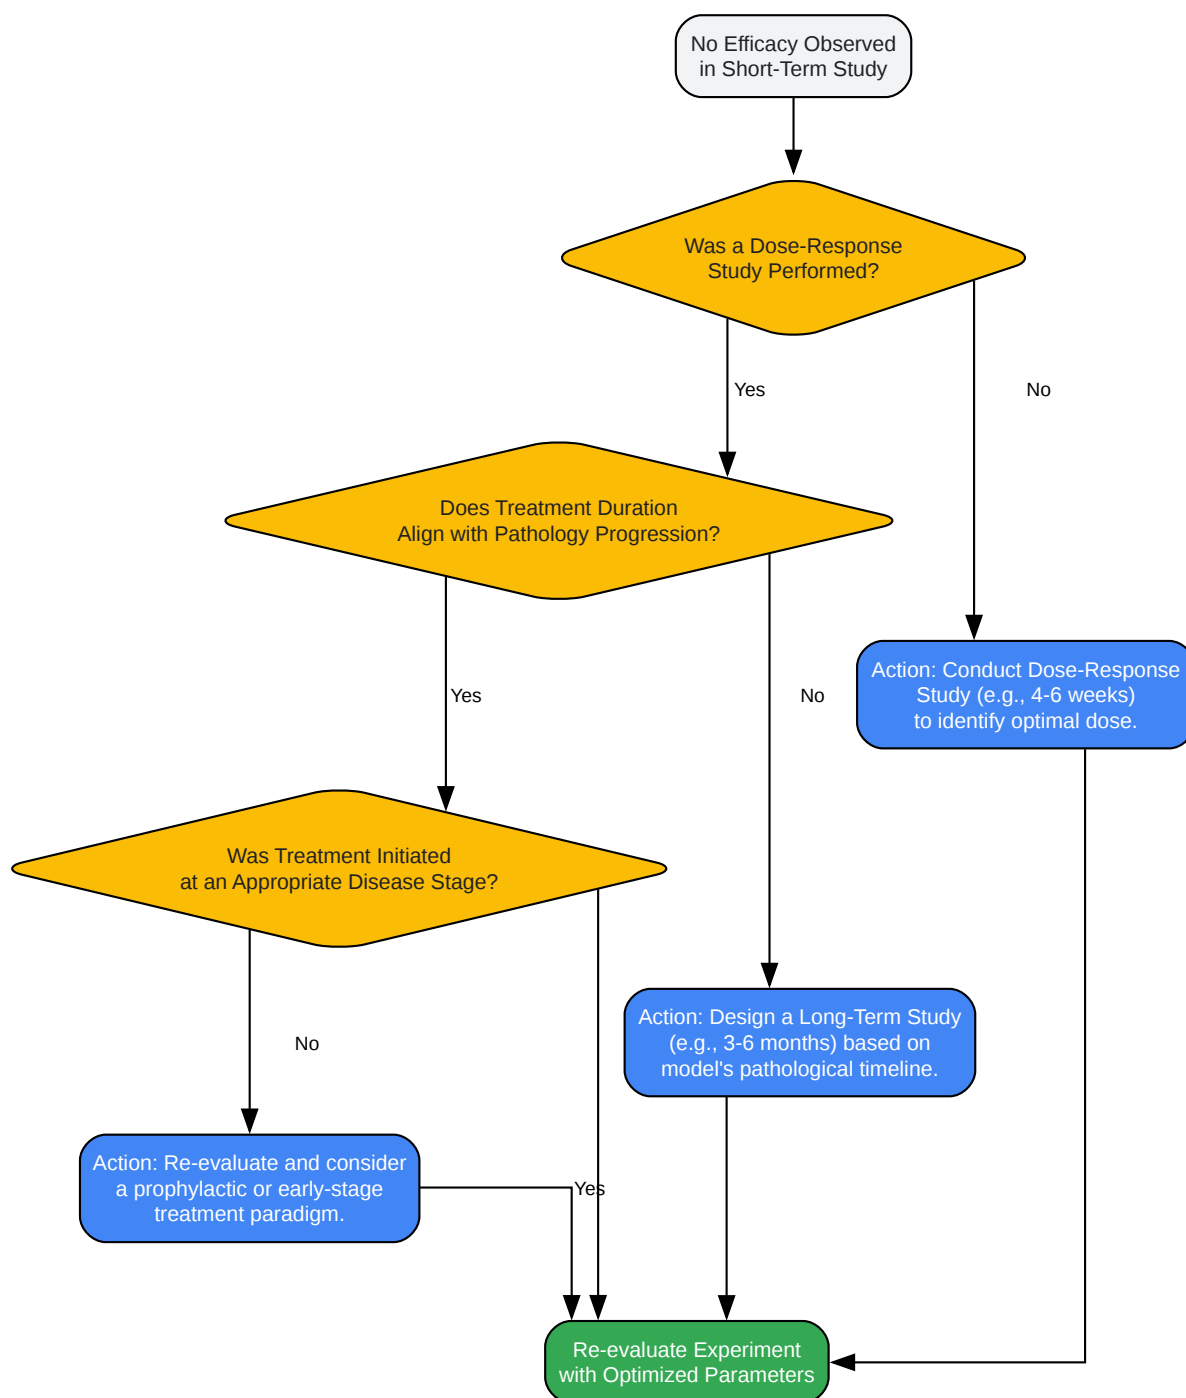 No Efficacy Observed
in Short-Term Study
Was a Dose-Response
Study Performed?
Yes
No
Does Treatment Duration
Align with Pathology Progression?
Yes
No
Action: Conduct Dose-Response
Study (e.g., 4-6 weeks)
to identify optimal dose.
Was Treatment Initiated
at an Appropriate Disease Stage?
No
Action: Design a Long-Term Study
(e.g., 3-6 months) based on
model's pathological timeline.
Action: Re-evaluate and consider
a prophylactic or early-stage
treatment paradigm.
Yes
Re-evaluate Experiment
with Optimized Parameters